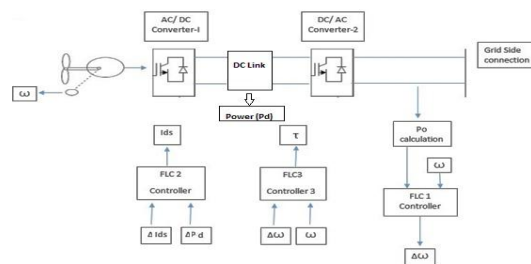 AC/ DC
Converter-I
DC/ AC
Converter-2
Grid Side
connection
DC Link
ω
Power (Pd)
Ids
τ
Po
calculation
ω
FLC 2
Controller
FLC3
Controller 3
FLC 1
Controller
Δ Ids
ΔP d
Δω
ω
Δω